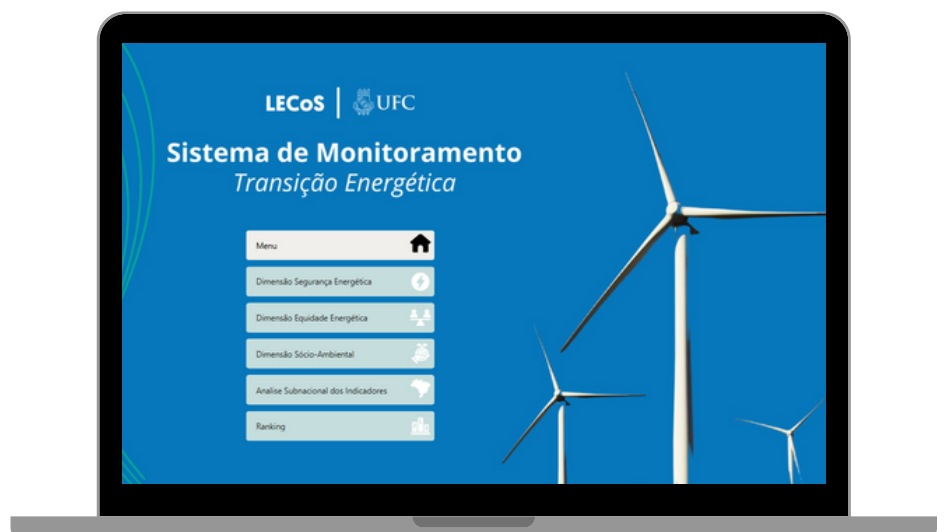 LECoS | UFC
Sistema de Monitoramento
Transição Energética
Menu
Dimensão Segurança Energética
Dimensão Equidade Energética
Dimensão Sócio-Ambiental
Analise Subnacional dos Indicadores
Ranking